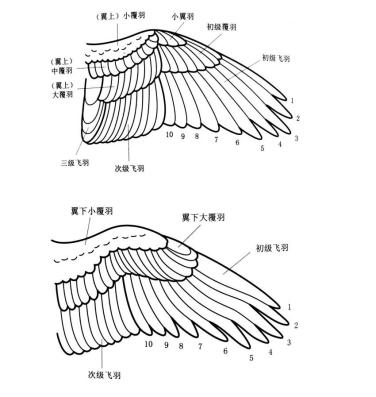 （翼上）小覆羽
小翼羽
初级覆羽
（翼上）
中覆羽
初级飞羽
（翼上）
大覆羽
1
2
3
4
5
6
7
8
9
10
三级飞羽
次级飞羽
翼下小覆羽
翼下大覆羽
初级飞羽
1
2
3
4
5
6
7
8
9
10
次级飞羽